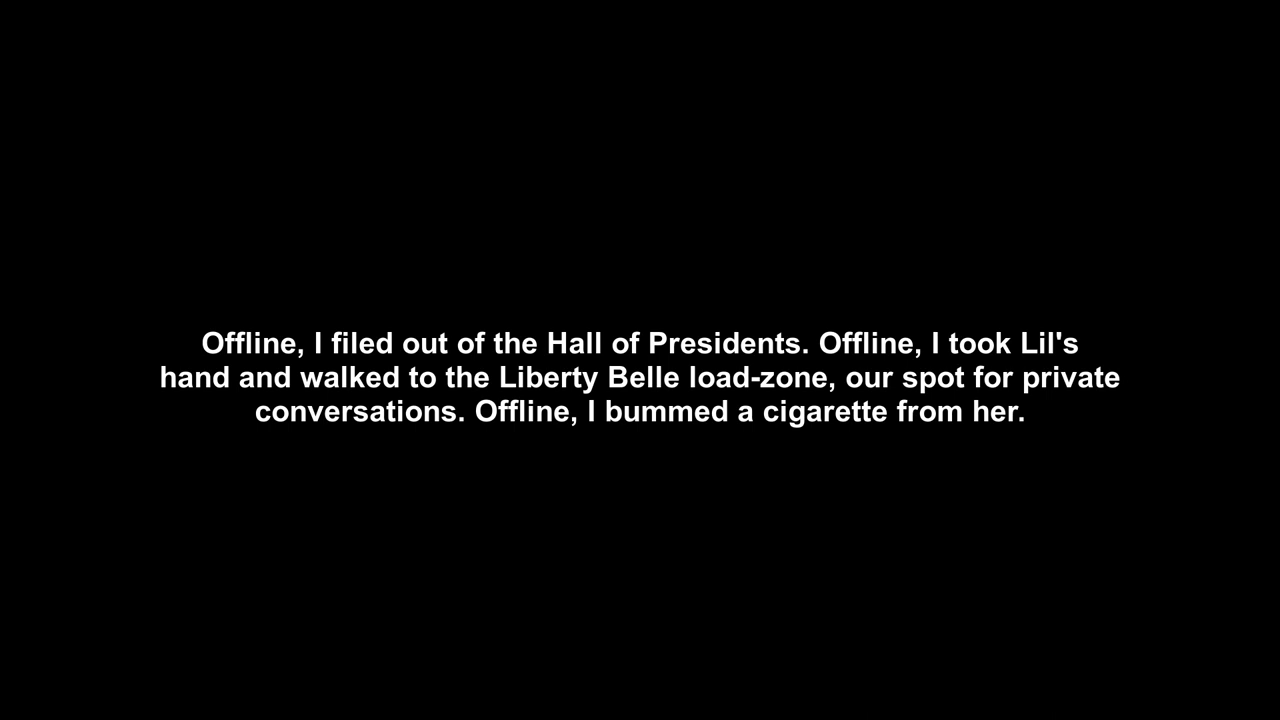 Offline, I filed out of the Hall of Presidents. Offline, I took Lil's
hand and walked to the Liberty Belle load-zone, our spot for private
conversations. Offline, I bummed a cigarette from her.